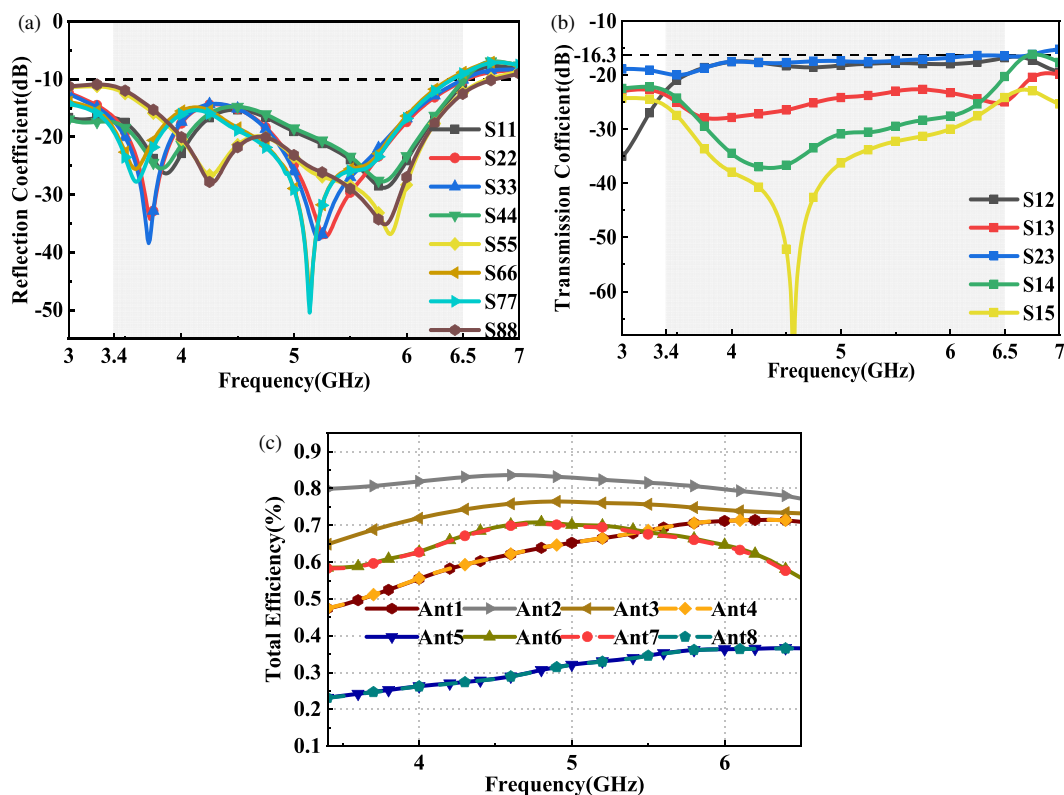 (a)
Reflection Coefficient(dB)
0
-10
-20
-30
-40
-50
3
3.4
4
5
6
6.5
7
Frequency(GHz)
S11
S22
S33
S44
S55
S66
S77
S88
(b)
Transmission Coefficient(dB)
-10
-16.3
-20
-30
-40
-50
-60
3
3.4
4
5
6
6.5
7
Frequency(GHz)
S12
S13
S23
S14
S15
(c)
Total Efficiency(%)
0.9
0.8
0.7
0.6
0.5
0.4
0.3
0.2
0.1
4
5
6
Frequency(GHz)
Ant1 Ant2 Ant3 Ant4
Ant5 Ant6 Ant7 Ant8